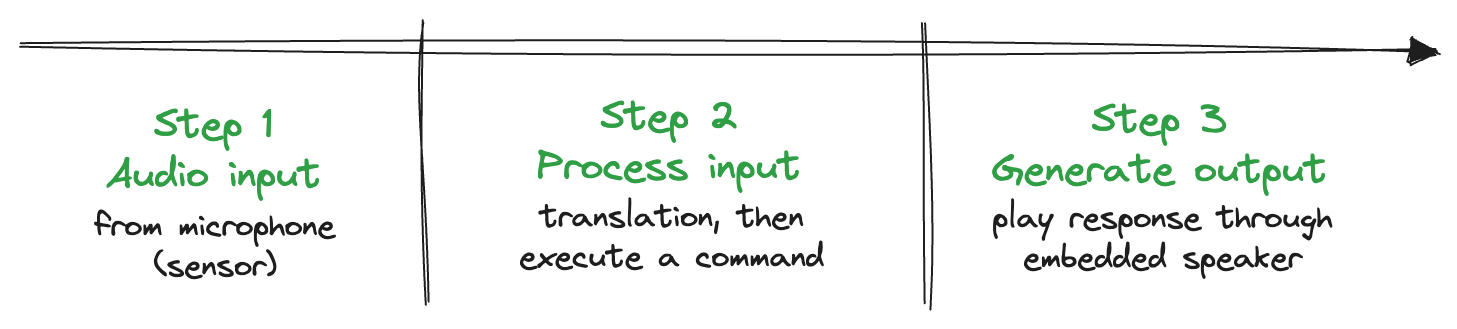 Step 1
Audio input
from microphone
(sensor)
Step 2
Process input
translation, then
execute a command
Step 3
Generate output
play response through
embedded speaker